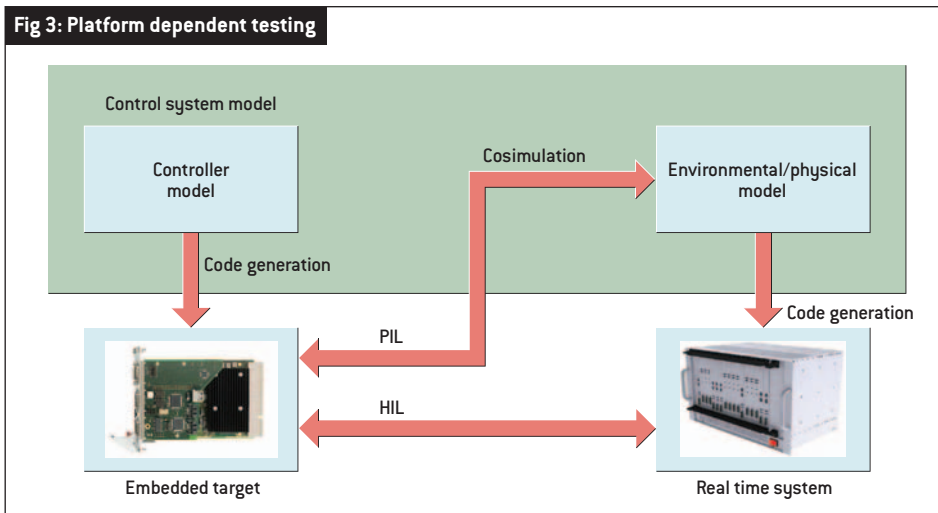 Fig 3: Platform dependent testing
Control system model
Controller
model
Cosimulation
Environmental/physical
model
Code generation
Code generation
PIL
HIL
Embedded target
Real time system